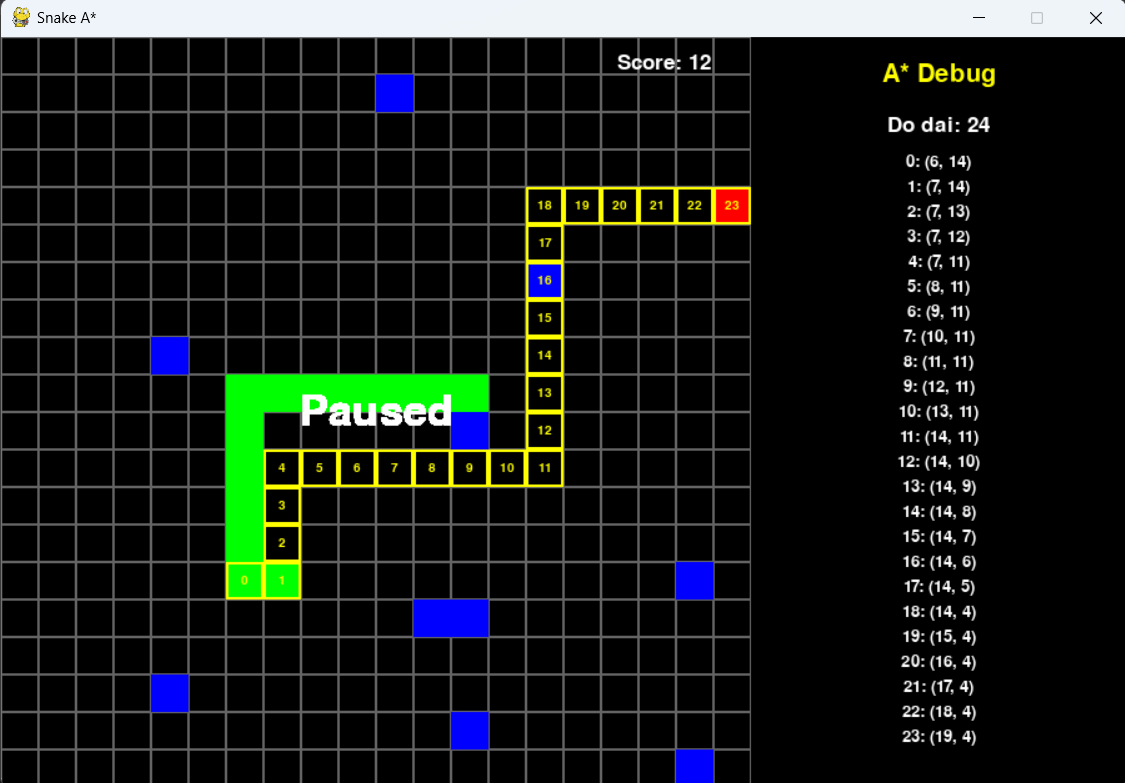 Snake A*
Score: 12
18 19 20 21 22 23
17
16
15
14
13
Paused
12
4 5 6 7 8 9 10 11
3
2
0 1
A* Debug
Do dai: 24
0: (6, 14)
1: (7, 14)
2: (7, 13)
3: (7, 12)
4: (7, 11)
5: (8, 11)
6: (9, 11)
7: (10, 11)
8: (11, 11)
9: (12, 11)
10: (13, 11)
11: (14, 11)
12: (14, 10)
13: (14, 9)
14: (14, 8)
15: (14, 7)
16: (14, 6)
17: (14, 5)
18: (14, 4)
19: (15, 4)
20: (16, 4)
21: (17, 4)
22: (18, 4)
23: (19, 4)